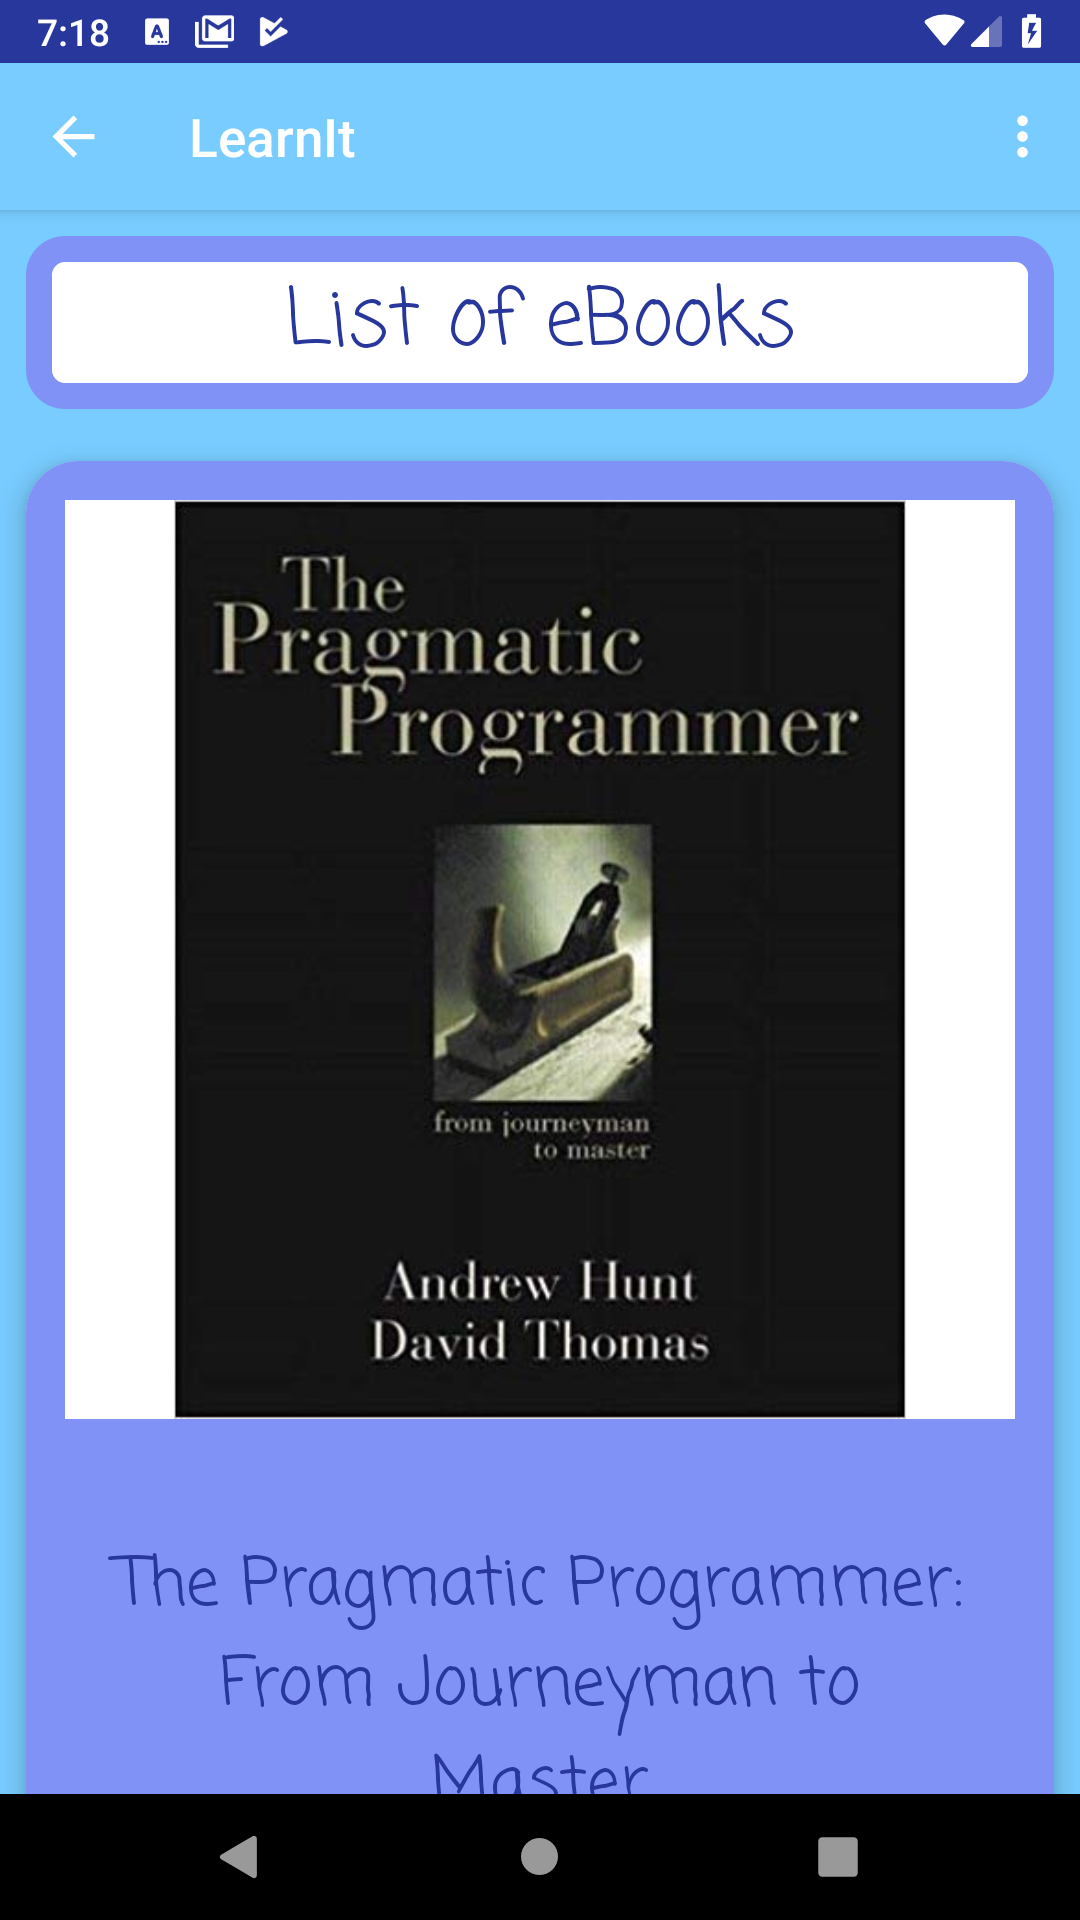 7:18
LearnIt
List of eBooks
The
Pragmatic
Programmer
from journeyman
to master
Andrew Hunt
David Thomas
The Pragmatic Programmer:
From Journeyman to
Master